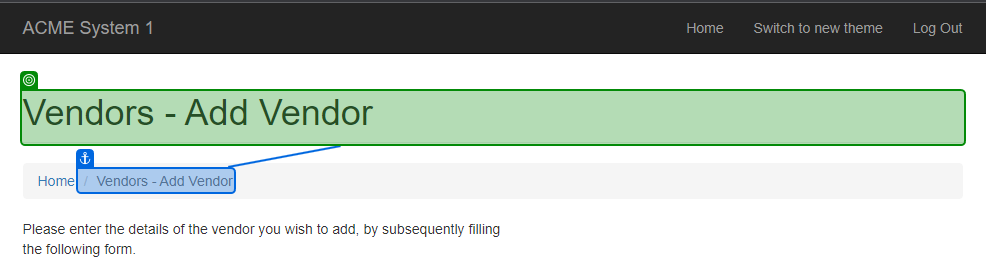 ACME System 1
Home Switch to new theme Log Out
Vendors - Add Vendor
Home / Vendors - Add Vendor
Please enter the details of the vendor you wish to add, by subsequently filling
the following form.